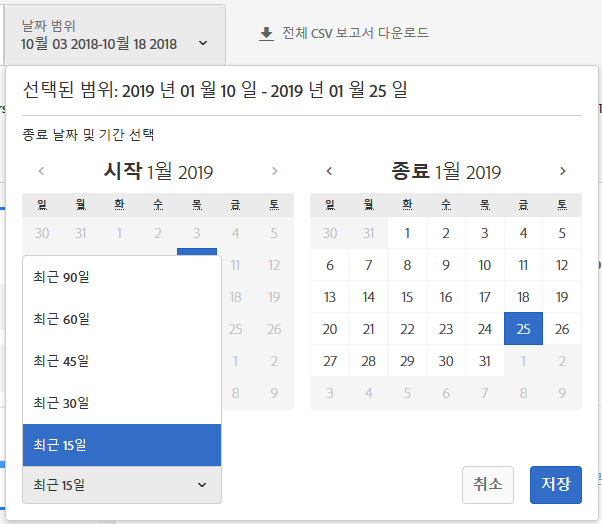 날짜 범위
10월 03 2018-10월 18 2018
전체 CSV 보고서 다운로드
선택된 범위: 2019 년 01 월 10 일 - 2019 년 01 월 25 일
종료 날짜 및 기간 선택
시작 1월 2019
일 월 화 수 목 금 토
30 31 1 2 3 4 5
11 12
18 19
25 26
1 2
8 9
최근 90일
최근 60일
최근 45일
최근 30일
최근 15일
최근 15일
종료 1월 2019
일 월 화 수 목 금 토
30 31 1 2 3 4 5
6 7 8 9 10 11 12
13 14 15 16 17 18 19
20 21 22 23 24 25 26
27 28 29 30 31 1 2
3 4 5 6 7 8 9
취소
저장